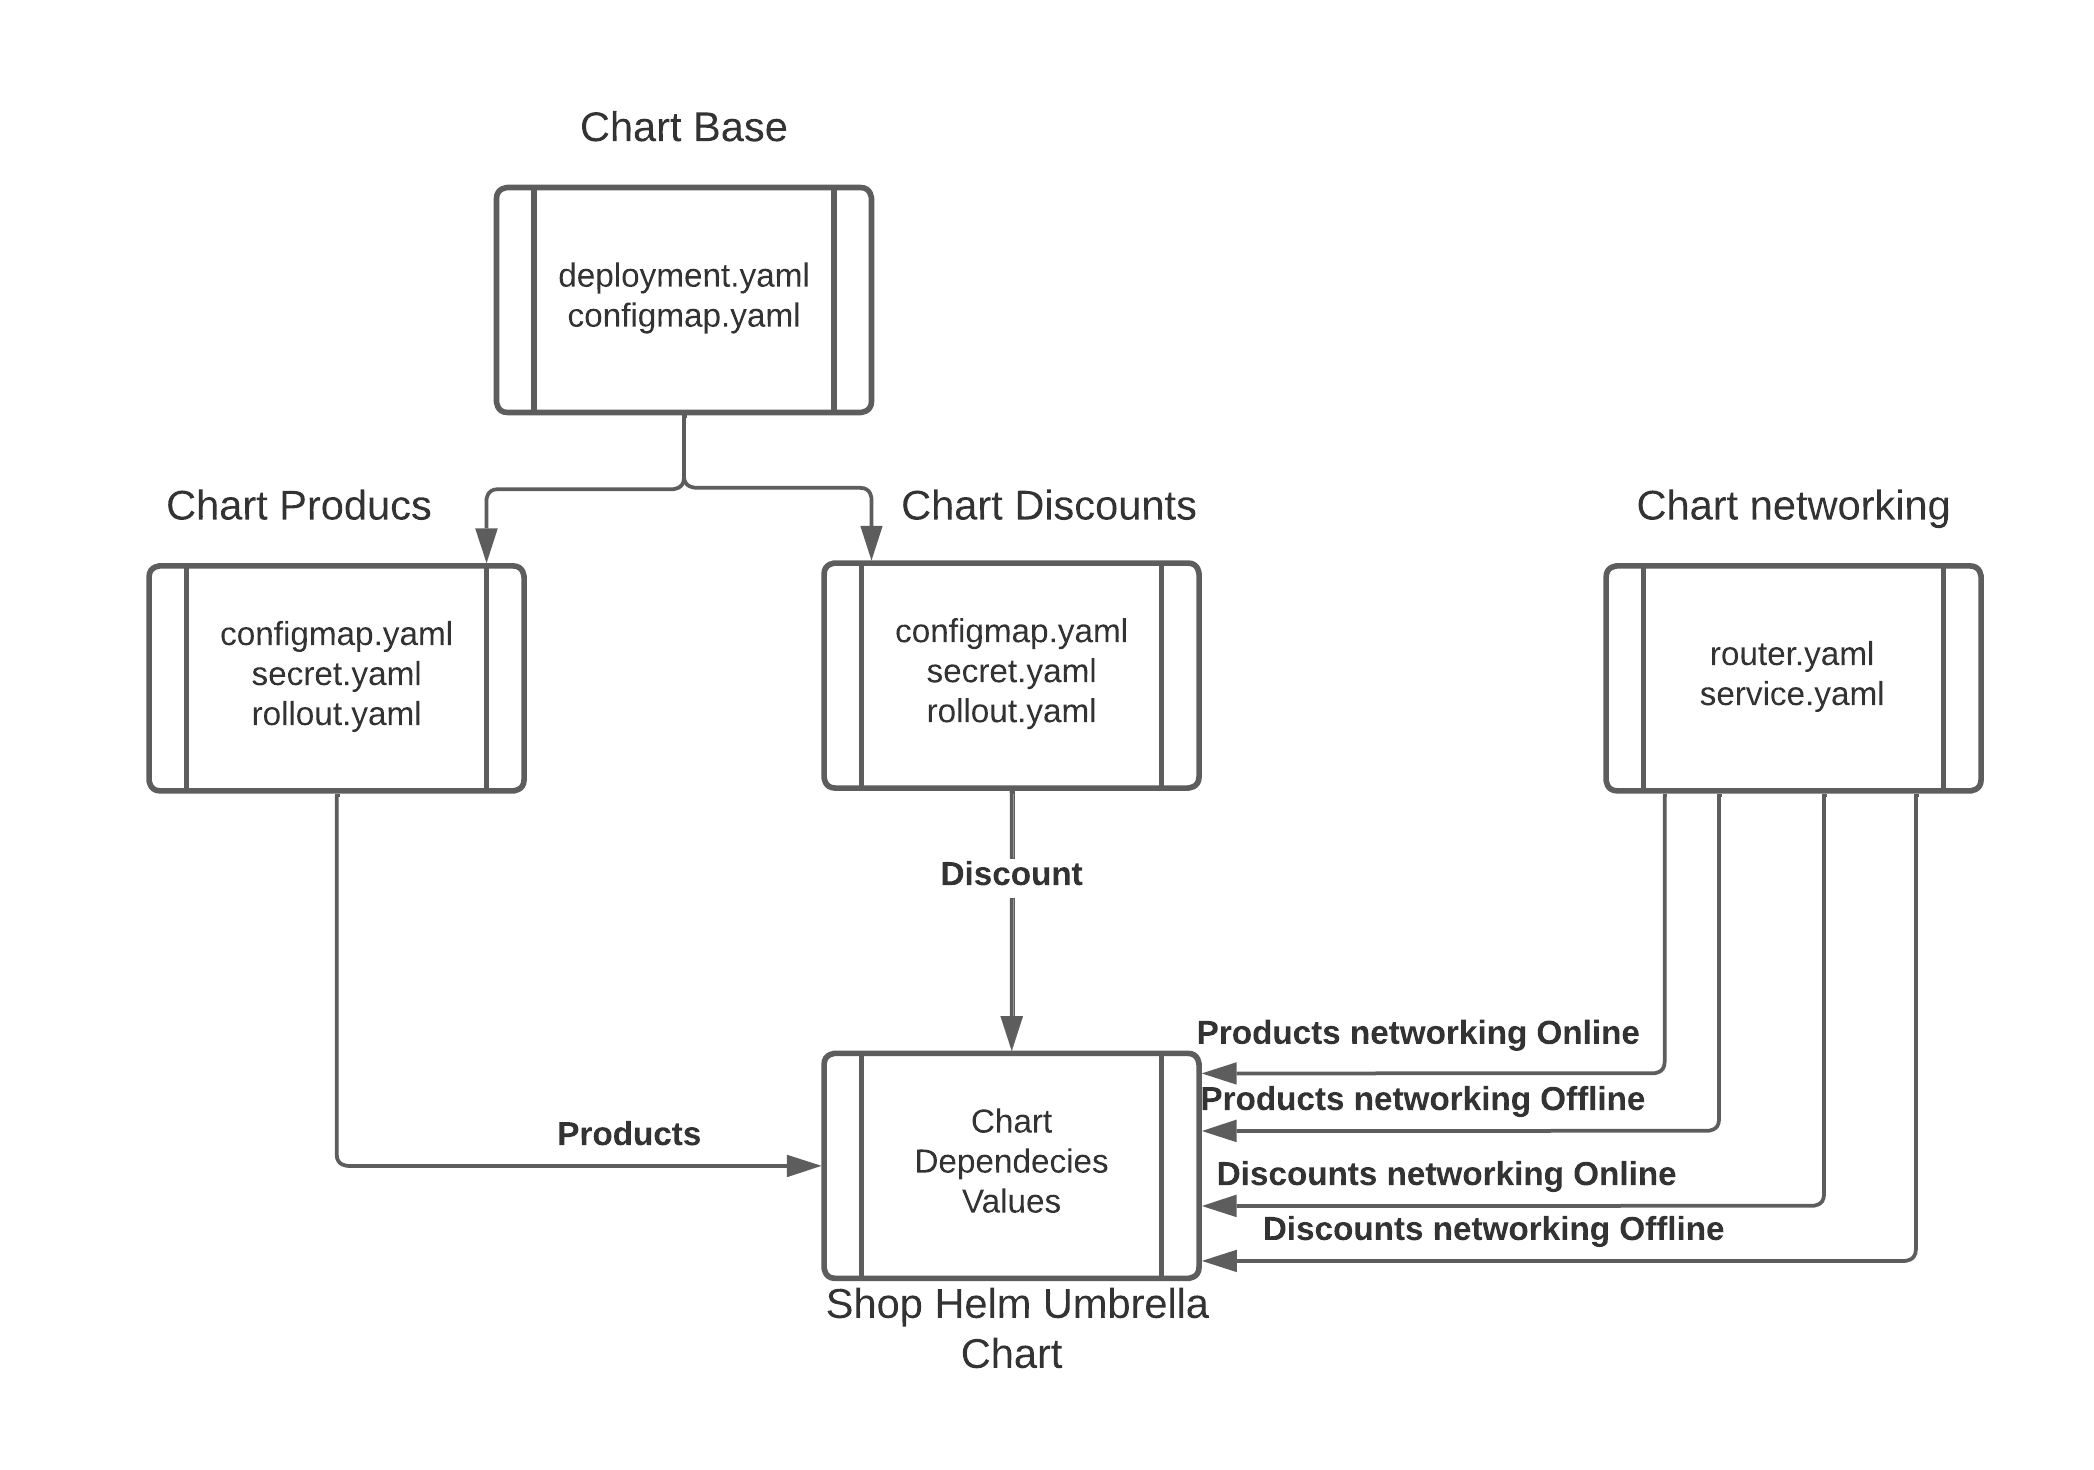 Chart Base
deployment.yaml
configmap.yaml
Chart Producs
Chart Discounts
Chart networking
configmap.yaml
secret.yaml
rollout.yaml
configmap.yaml
secret.yaml
rollout.yaml
router.yaml
service.yaml
Discount
Products networking Online
Products networking Offline
Products
Chart
Dependecies
Values
Discounts networking Online
Discounts networking Offline
Shop Helm Umbrella
Chart